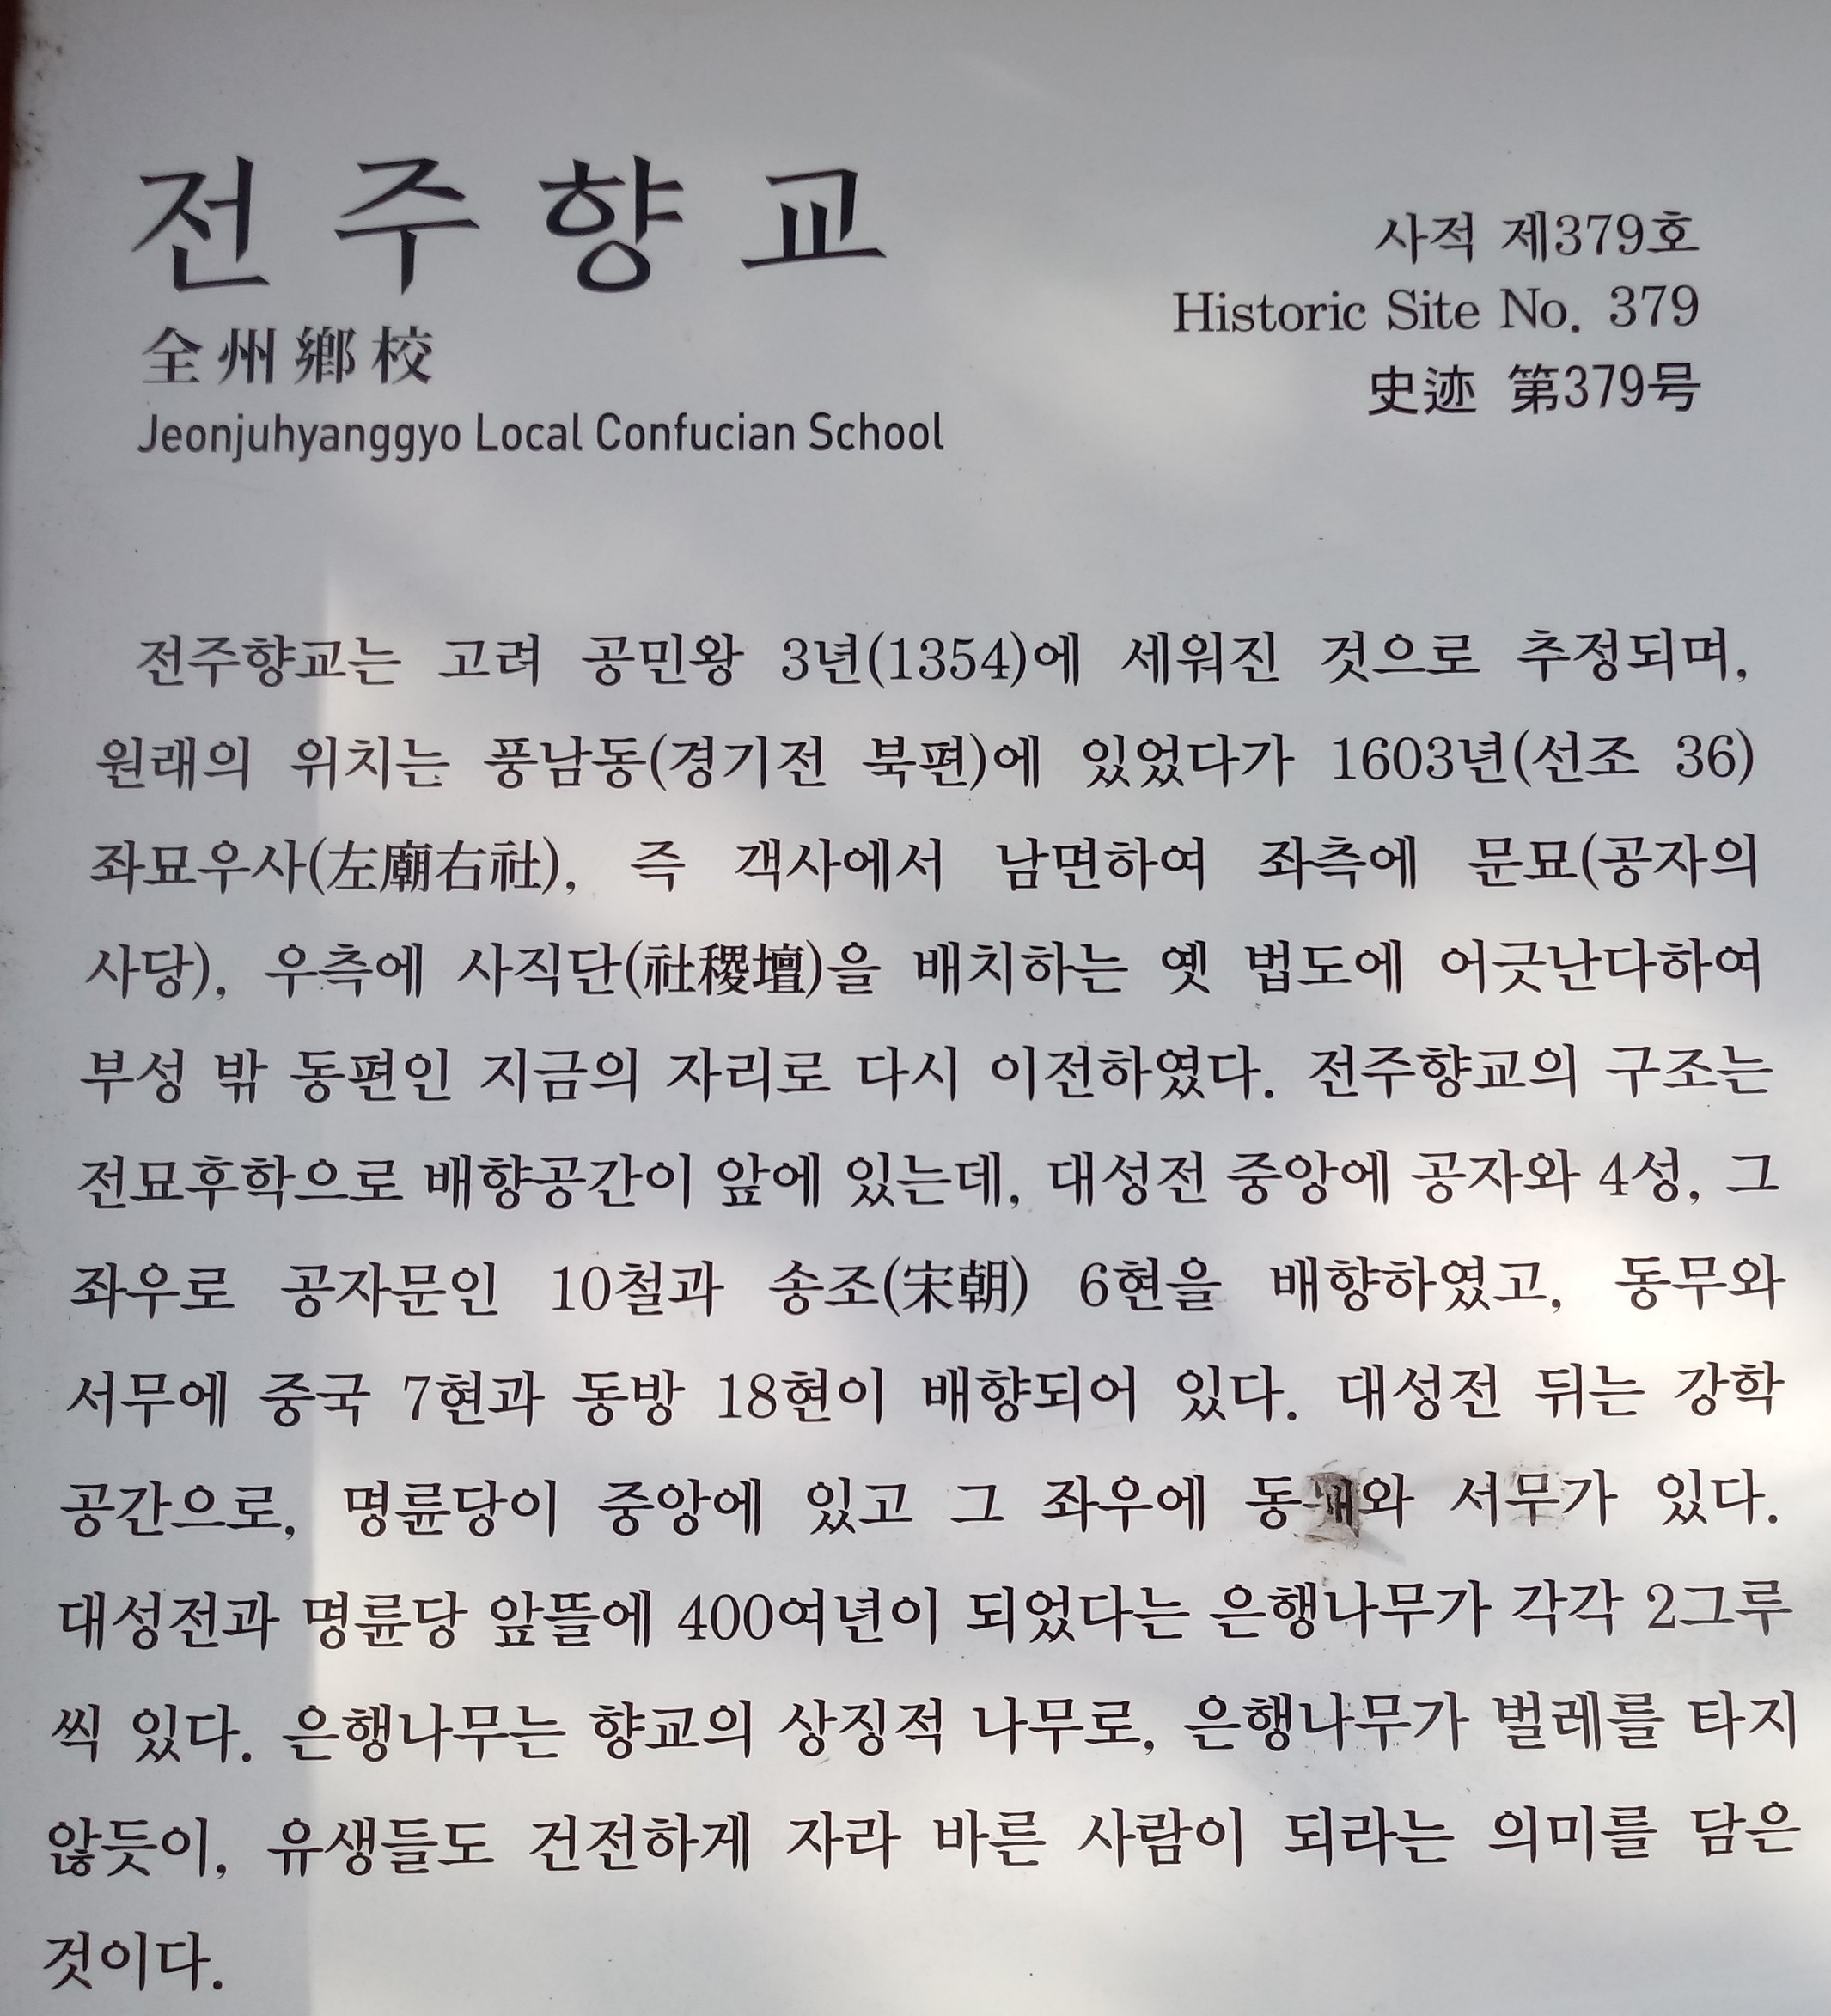 전주향교
全州鄕校
Jeonjuhyanggyo Local Confucian School
사적 제379호
Historic Site No. 379
史迹 第379号
전주향교는 고려 공민왕 3년(1354)에 세워진 것으로 추정되며,
원래의 위치는 풍남동(경기전 북편)에 있었다가 1603년(선조 36)
좌묘우사(左廟右社), 즉 객사에서 남면하여 좌측에 문묘(공자의
사당), 우측에 사직단(社稷壇)을 배치하는 옛 법도에 어긋난다하여
부성 밖 동편인 지금의 자리로 다시 이전하였다. 전주향교의 구조는
전묘후학으로 배향공간이 앞에 있는데, 대성전 중앙에 공자와 4성, 그
좌우로 공자문인 10철과 송조(宋朝) 6현을 배향하였고, 동무와
서무에 중국 7현과 동방 18현이 배향되어 있다. 대성전 뒤는 강학
공간으로, 명륜당이 중앙에 있고 그 좌우에 서무가 있다.
대성전과 명륜당 앞뜰에 400여년이 되었다는 은행나무가 각각 2그루
씩 있다. 은행나무는 향교의 상징적 나무로, 은행나무가 벌레를 타지
않듯이, 유생들도 건전하게 자라 바른 사람이 되라는 의미를 담은
것이다.